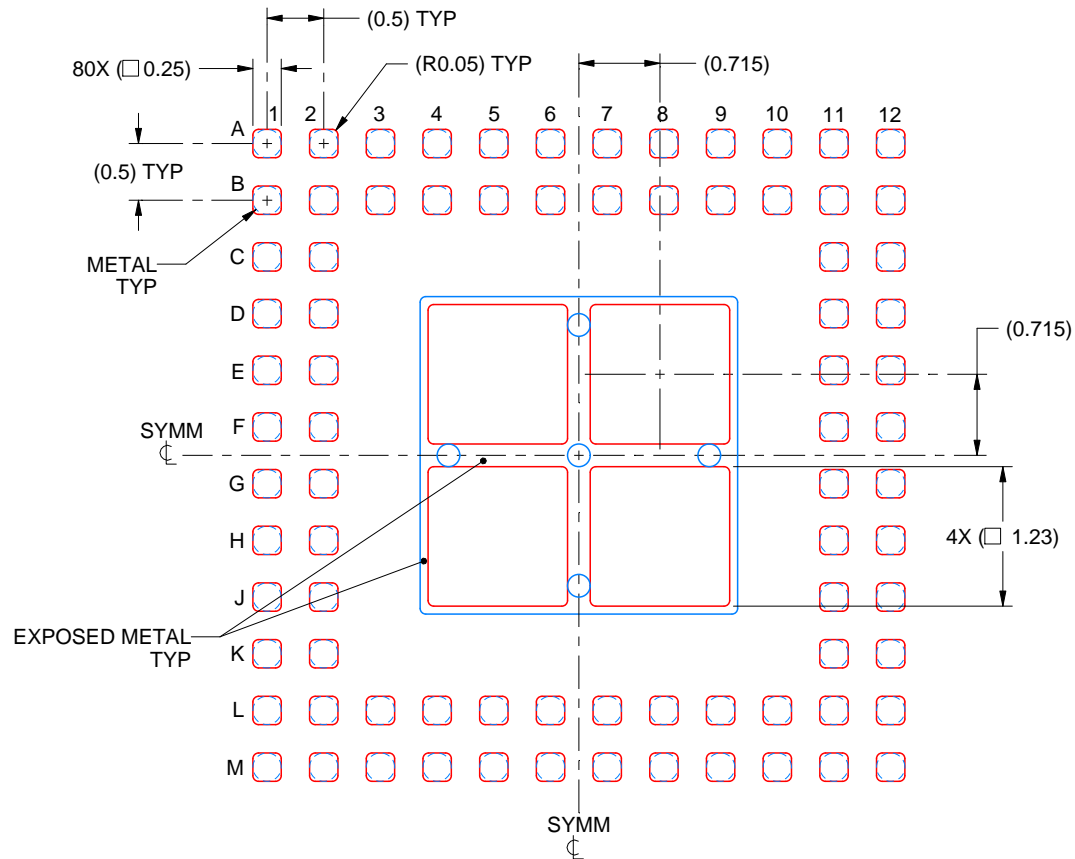 (0.5) TYP
80X (□ 0.25)
(R0.05) TYP
(0.715)
1 2 3 4 5 6 7 8 9 10 11 12
A
(0.5) TYP
B
C
METAL
TYP
D
(0.715)
E
F
SYMM
℄
G
H
4X (□ 1.23)
J
EXPOSED METAL
TYP
K
L
M
SYMM
℄